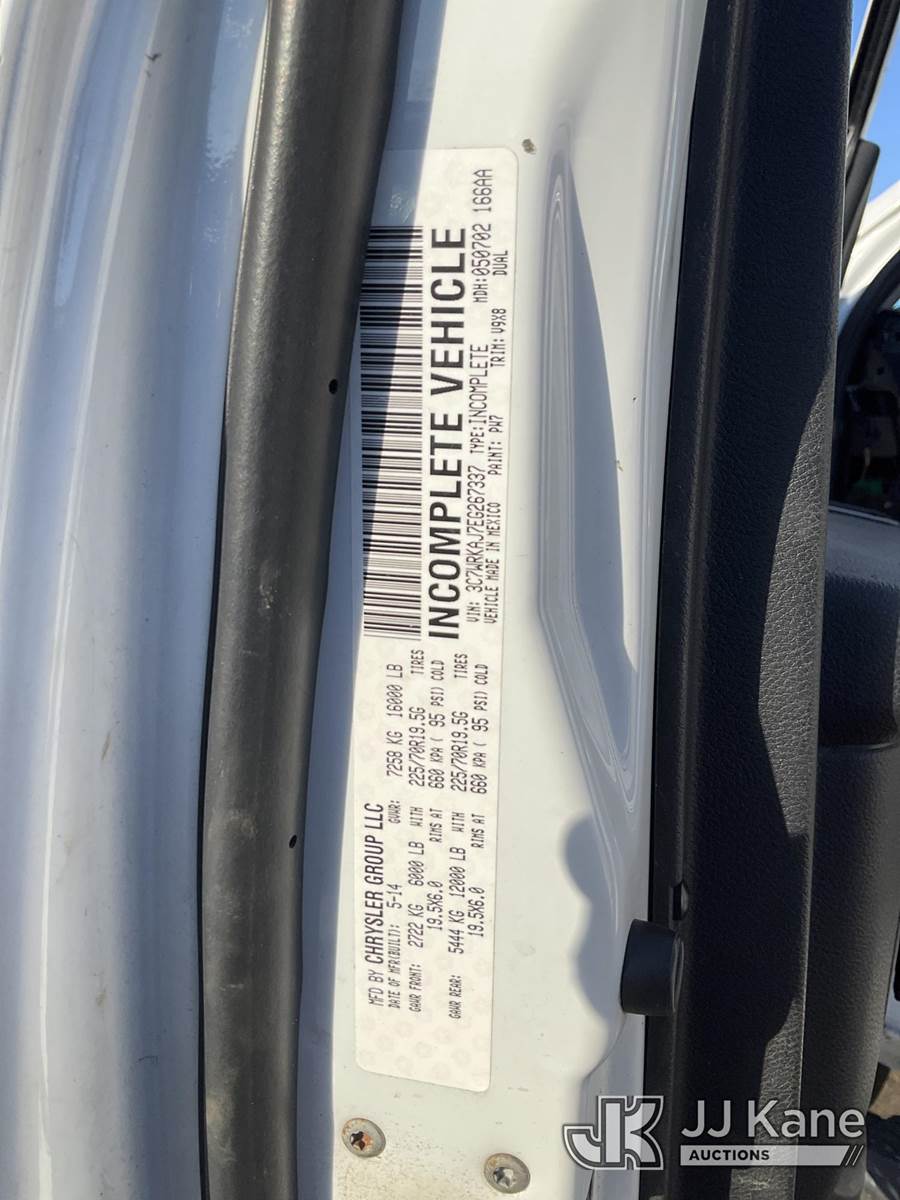 MFD BY CHRYSLER GROUP LLC
DATE OF MFR(BUILT): 5-14 GVWR: 7258 KG 16000 LB
GAWR FRONT: 2722 KG 6000 LB WITH 225/70R19.5G TIRES
19.5X6.0 RIMS AT 660 KPA ( 95 PSI) COLD
GAWR REAR: 5444 KG 12000 LB WITH 225/70R19.5G TIRES
19.5X6.0 RIMS AT 660 KPA ( 95 PSI) COLD
INCOMPLETE VEHICLE
VIN: 3C7WRKAJ7EG267337 TYPE:INCOMPLETE MDH:050702 166AA
VEHICLE MADE IN MEXICO PAINT: PW7 TRIM: V9X8 DUAL
JK JJ Kane
AUCTIONS